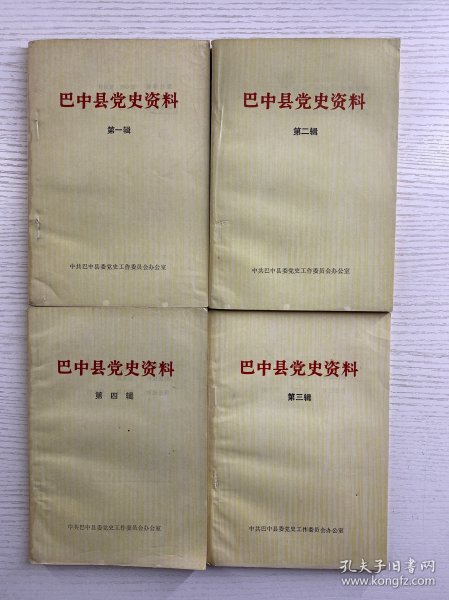 巴中县党史资料
第一辑
中共巴中县委党史工作委员会办公室
巴中县党史资料
第二辑
中共巴中县委党史工作委员会办公室
巴中县党史资料
第四辑
中共巴中县委党史工作委员会办公室
巴中县党史资料
第三辑
中共巴中县委党史工作委员会办公室
孔夫子旧书网
www.kongfz.com